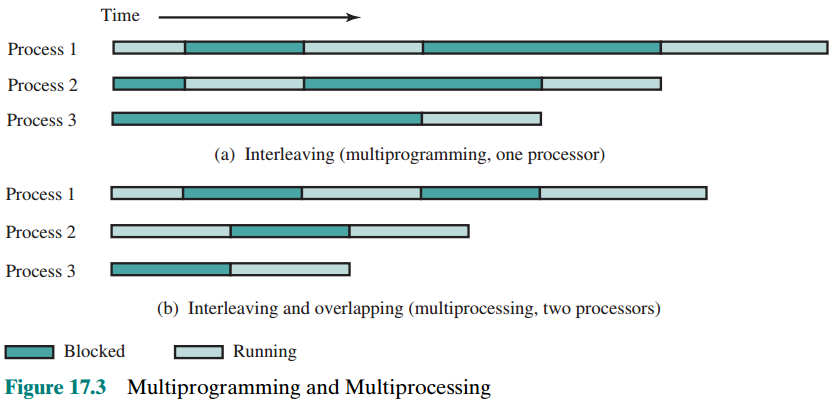 Time
Process 1
Process 2
Process 3
(a) Interleaving (multiprogramming, one processor)
Process 1
Process 2
Process 3
(b) Interleaving and overlapping (multiprocessing, two processors)
Blocked Running
Figure 17.3 Multiprogramming and Multiprocessing